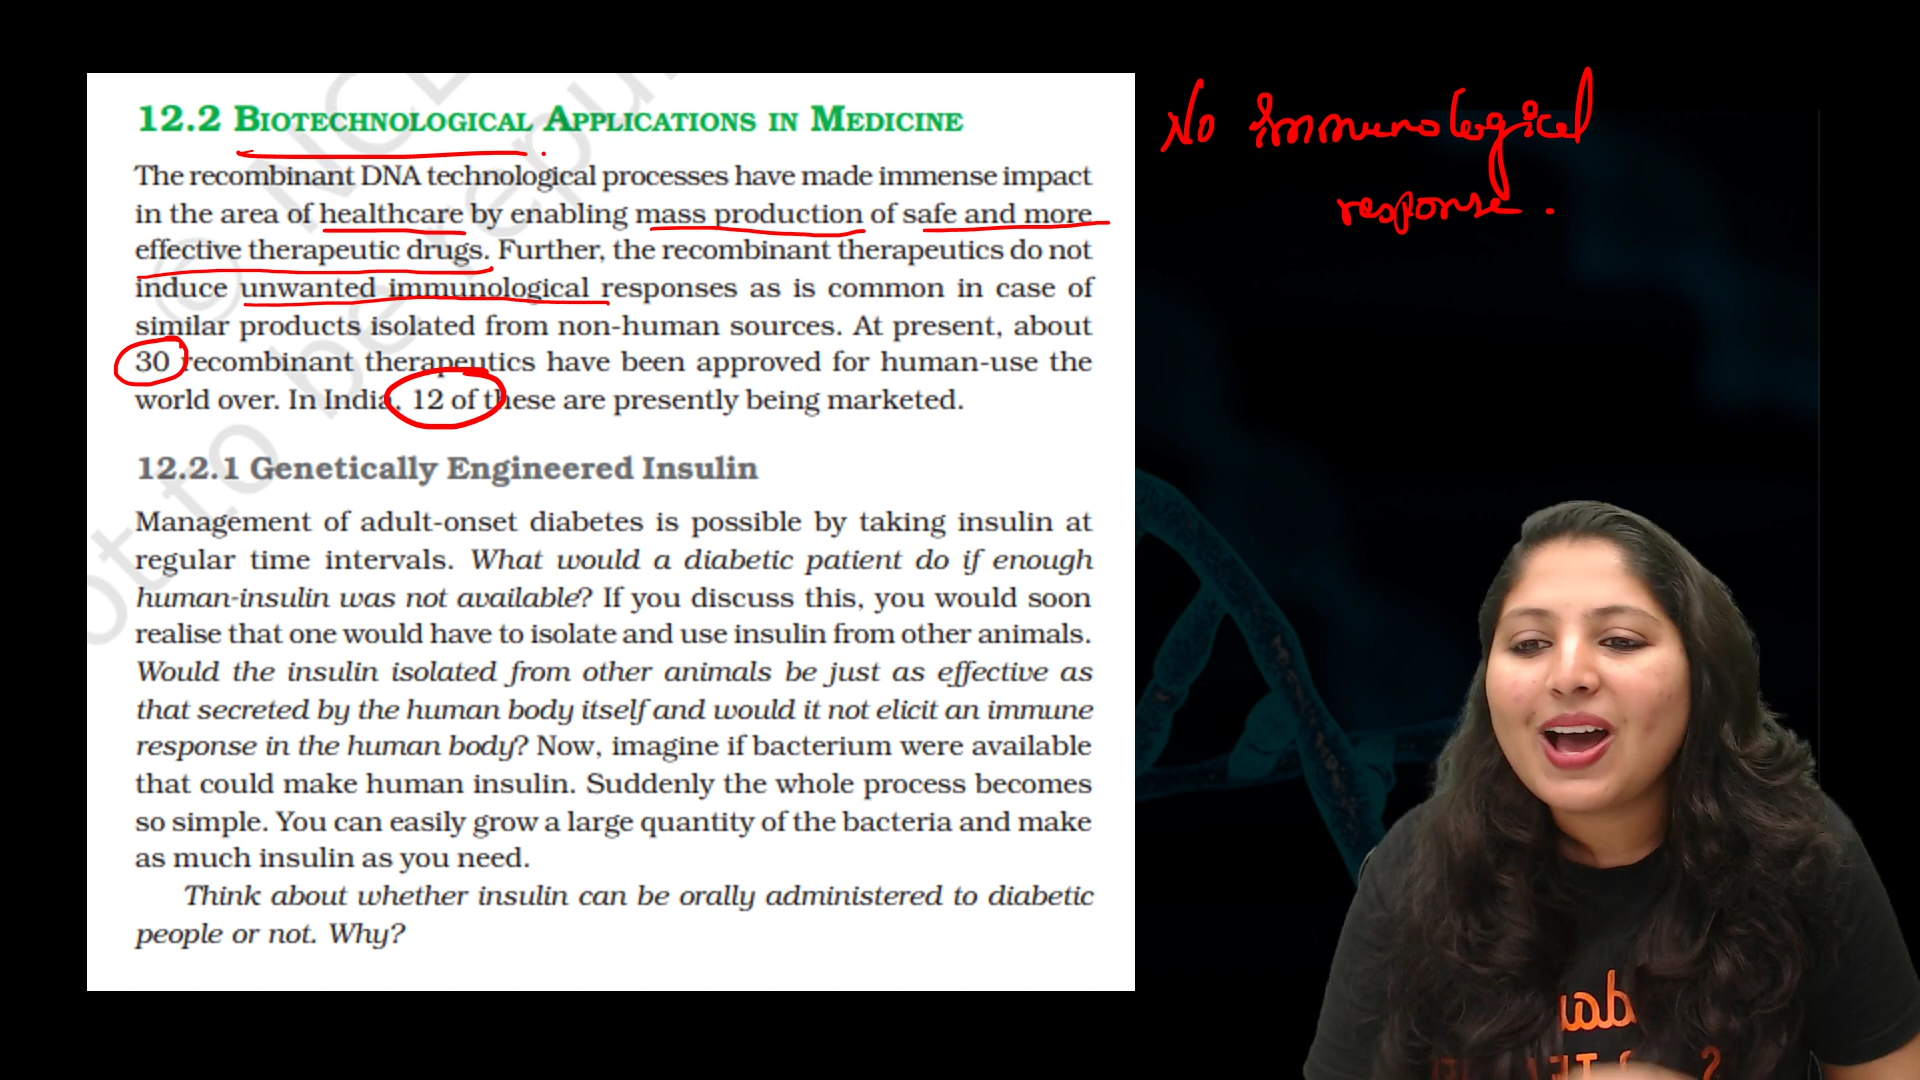 12.2 BIOTECHNOLOGICAL APPLICATIONS IN MEDICINE
The recombinant DNA technological processes have made immense impact
in the area of healthcare by enabling mass production of safe and more
effective therapeutic drugs. Further, the recombinant therapeutics do not
induce unwanted immunological responses as is common in case of
similar products isolated from non-human sources. At present, about
30 recombinant therapeutics have been approved for human-use the
world over. In India, 12 of these are presently being marketed.
12.2.1 Genetically Engineered Insulin
Management of adult-onset diabetes is possible by taking insulin at
regular time intervals. What would a diabetic patient do if enough
human-insulin was not available? If you discuss this, you would soon
realise that one would have to isolate and use insulin from other animals.
Would the insulin isolated from other animals be just as effective as
that secreted by the human body itself and would it not elicit an immune
response in the human body? Now, imagine if bacterium were available
that could make human insulin. Suddenly the whole process becomes
so simple. You can easily grow a large quantity of the bacteria and make
as much insulin as you need.
Think about whether insulin can be orally administered to diabetic
people or not. Why?
No Immunological
response.